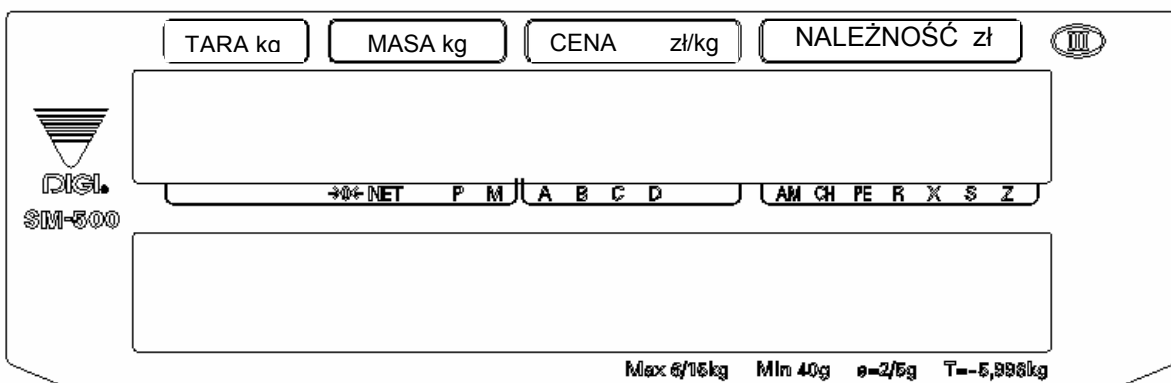 TARA kg MASA kg CENA zł/kg NALEŻNOŚĆ zł III
DIGI.
→0← NET P M A B C D AM CH PE R X S Z
SM-500
Max 6/15kg Min 40g e=2/5g T=-5,998kg